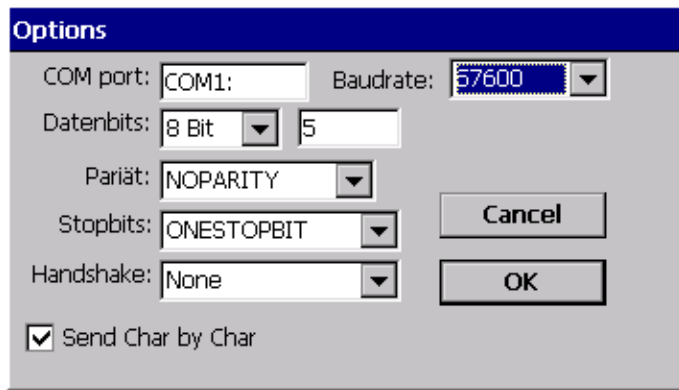 Options
COM port: COM1: Baudrate: 57600
Datenbits: 8 Bit 5
Pariät: NOPARITY
Stopbits: ONESTOPBIT Cancel
Handshake: None OK
Send Char by Char